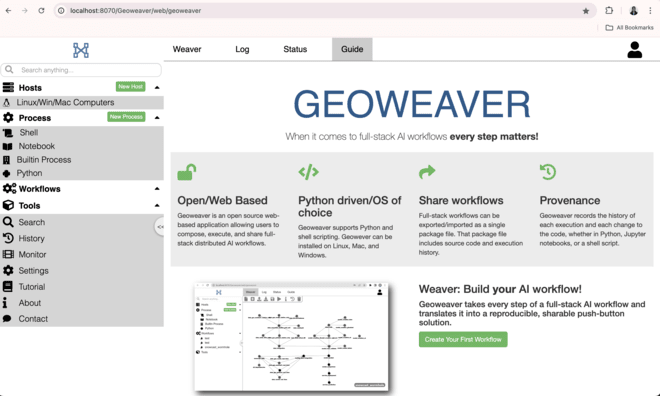 localhost:8070/Geoweaver/web/geoweaver
All Bookmarks
Weaver
Log
Status
Guide
Search anything...
Hosts
New Host
Linux/Win/Mac Computers
Process
New Process
Shell
Notebook
Builtin Process
Python
Workflows
Tools
Search
History
Monitor
Settings
Tutorial
About
Contact
<<
GEOWEAVER
When it comes to full-stack AI workflows every step matters!
Open/Web Based
Geoweaver is an open source web-
based application allowing users to
compose, execute, and share full-
stack distributed AI workflows.
Python driven/OS of
choice
Geoweaver supports Python and
shell scripting. Geowever can be
installed on Linux, Mac, and
Windows.
Share workflows
Full-stack workflows can be
exported/imported as a single
package file. That package file
includes source code and execution
history.
Provenance
Geoweaver records the history of
each execution and each change to
the code, whether in Python, Jupyter
notebooks, or a shell script.
Weaver: Build your AI workflow!
Geoweaver takes every step of a full-stack AI workflow and
translates it into a reproducible, sharable push-button
solution.
Create Your First Workflow